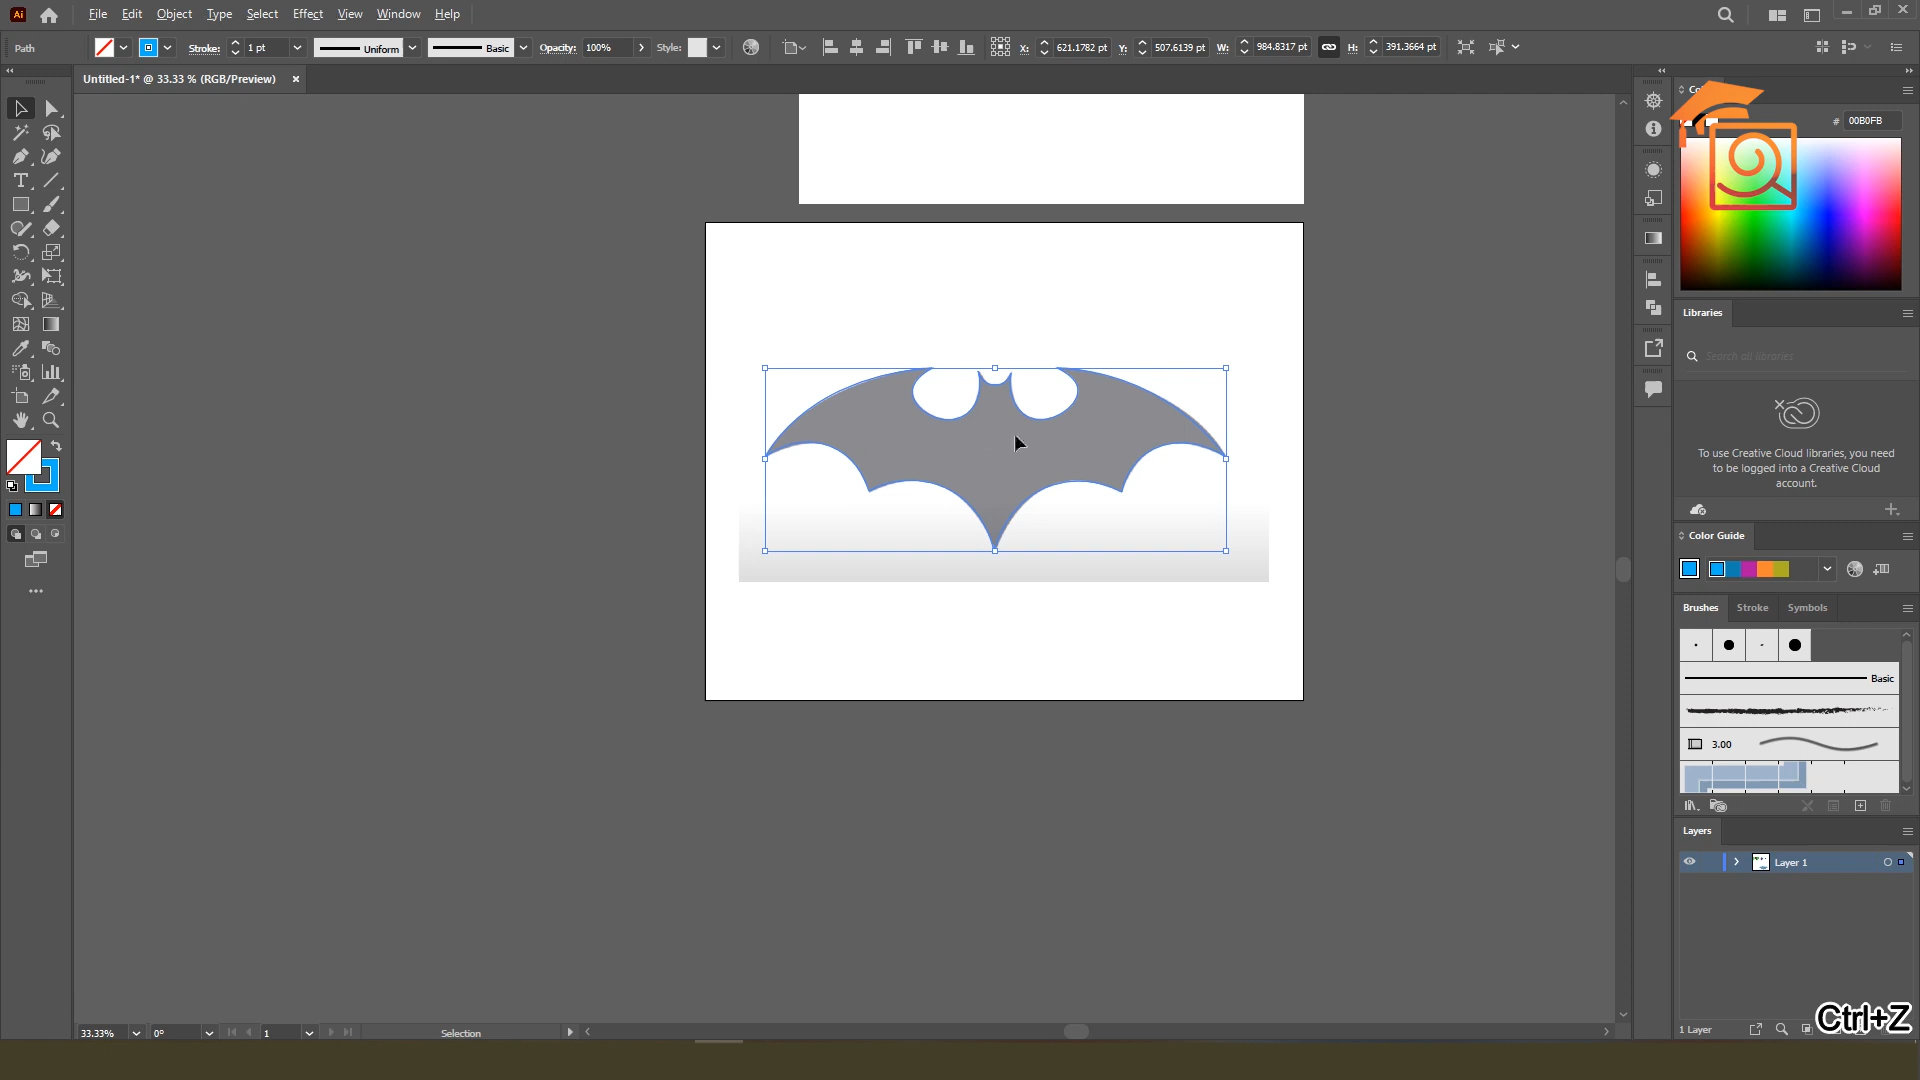 Ai File Edit Object Type Select Effect View Window Help
Path Stroke: 1 pt Uniform Basic Opacity: 100% Style: X: 621.1782 pt Y: 507.6139 pt W: 984.8317 pt H: 391.3664 pt
Untitled-1* @ 33.33 % (RGB/Preview)
# 00B0FB
Libraries
Search all libraries
To use Creative Cloud libraries, you need
to be logged into a Creative Cloud
account.
Color Guide
Brushes Stroke Symbols
Basic
3.00
Layers
Layer 1
1 Layer
Ctrl+Z
33.33% 0° 1 Selection